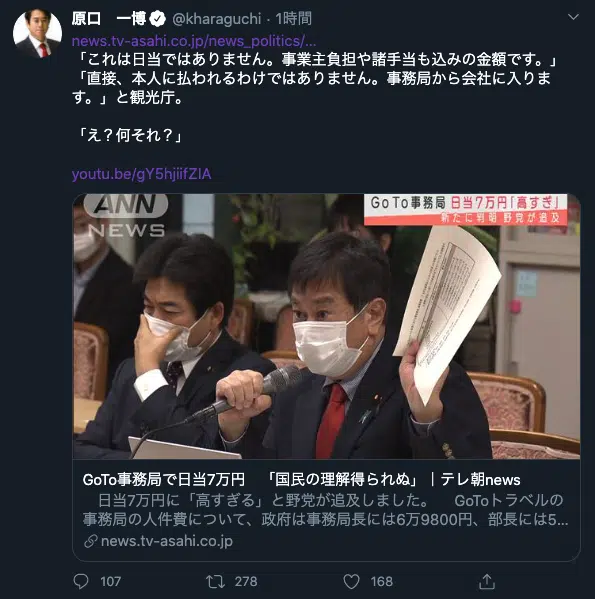 原口 一博 @kharaguchi・1時間
news.tv-asahi.co.jp/news_politics/...
「これは日当ではありません。事業主負担や諸手当も込みの金額です。」
「直接、本人に払われるわけではありません。事務局から会社に入りま
す。」と観光庁。
「え？何それ？」
youtu.be/gY5hjiifZIA
ANN
NEWS
GoTo事務局 日当7万円「高すぎ」
新たに判明 野党が追及
GoTo事務局で日当7万円 「国民の理解得られぬ」｜テレ朝news
日当7万円に「高すぎる」と野党が追及しました。 GoToトラベルの
事務局の人件費について、政府は事務局長には6万9800円、部長には5...
news.tv-asahi.co.jp
107 278 168